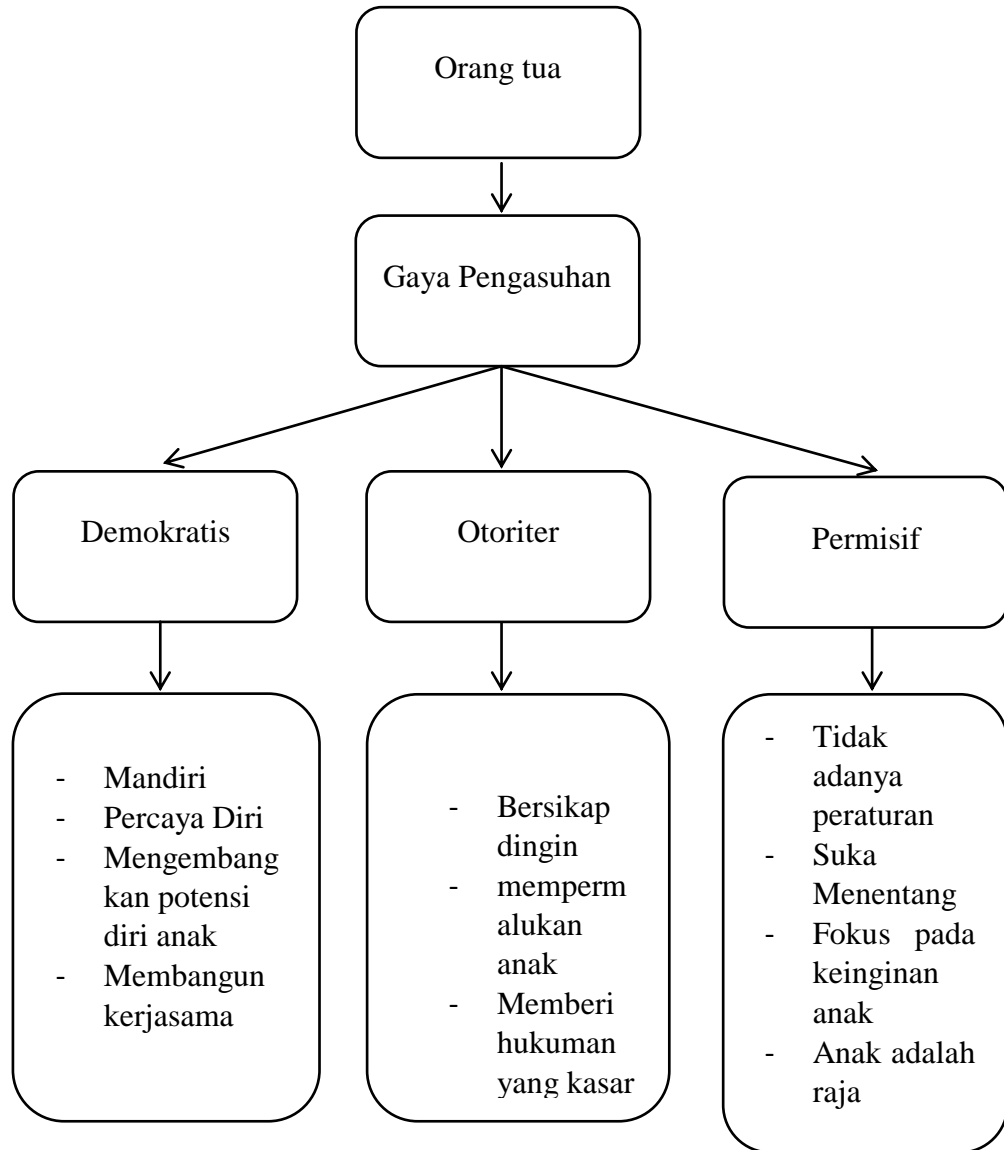 Orang tua
Gaya Pengasuhan
Demokratis
Otoriter
Permisif
- Mandiri
- Percaya Diri
- Mengembang
kan potensi
diri anak
- Membangun
kerjasama
- Bersikap
dingin
- memperm
alukan
anak
- Memberi
hukuman
yang kasar
- Tidak
adanya
peraturan
- Suka
Menentang
- Fokus pada
keinginan
anak
- Anak adalah
raja